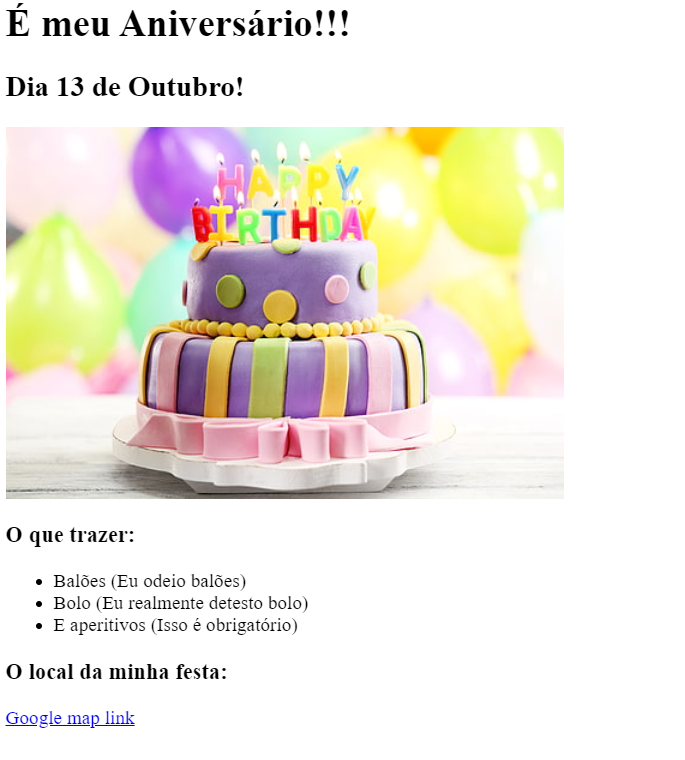 É meu Aniversário!!!
Dia 13 de Outubro!
HAPPY
BIRTHDAY
O que trazer:
Balões (Eu odeio balões)
Bolo (Eu realmente detesto bolo)
E aperitivos (Isso é obrigatório)
O local da minha festa:
Google map link